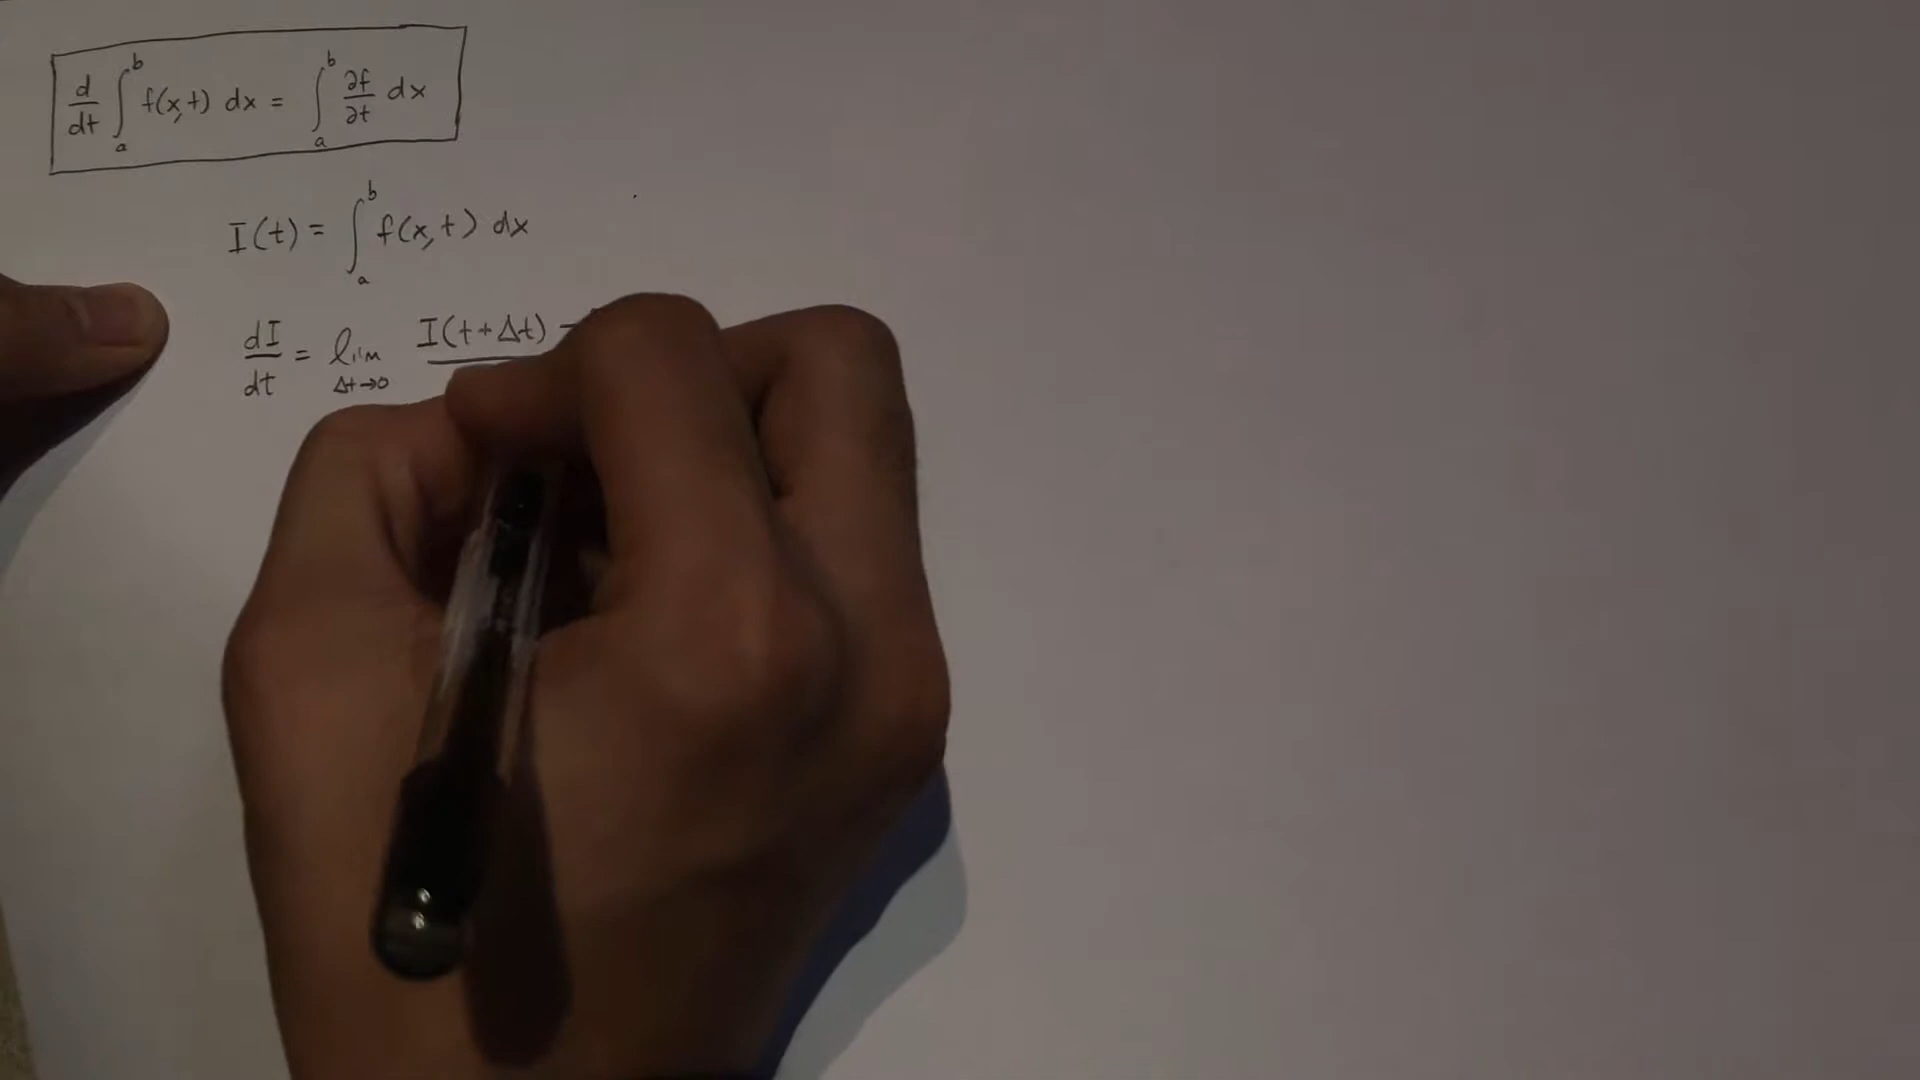 d/dt ∫_a^b f(x,t) dx = ∫_a^b ∂f/∂t dx
I(t) = ∫_a^b f(x,t) dx
dI/dt = lim_{Δt→0} I(t+Δt) -